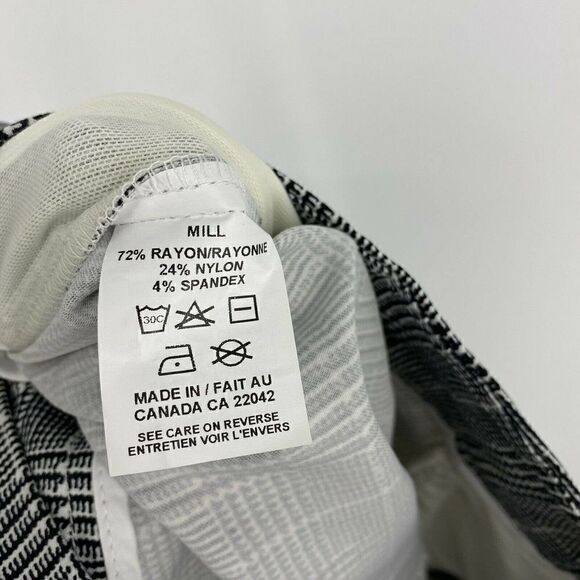 MILL
72% RAYON/RAYONNE
24% NYLON
4% SPANDEX
30C
MADE IN / FAIT AU
CANADA CA 22042
SEE CARE ON REVERSE
ENTRETIEN VOIR L'ENVERS